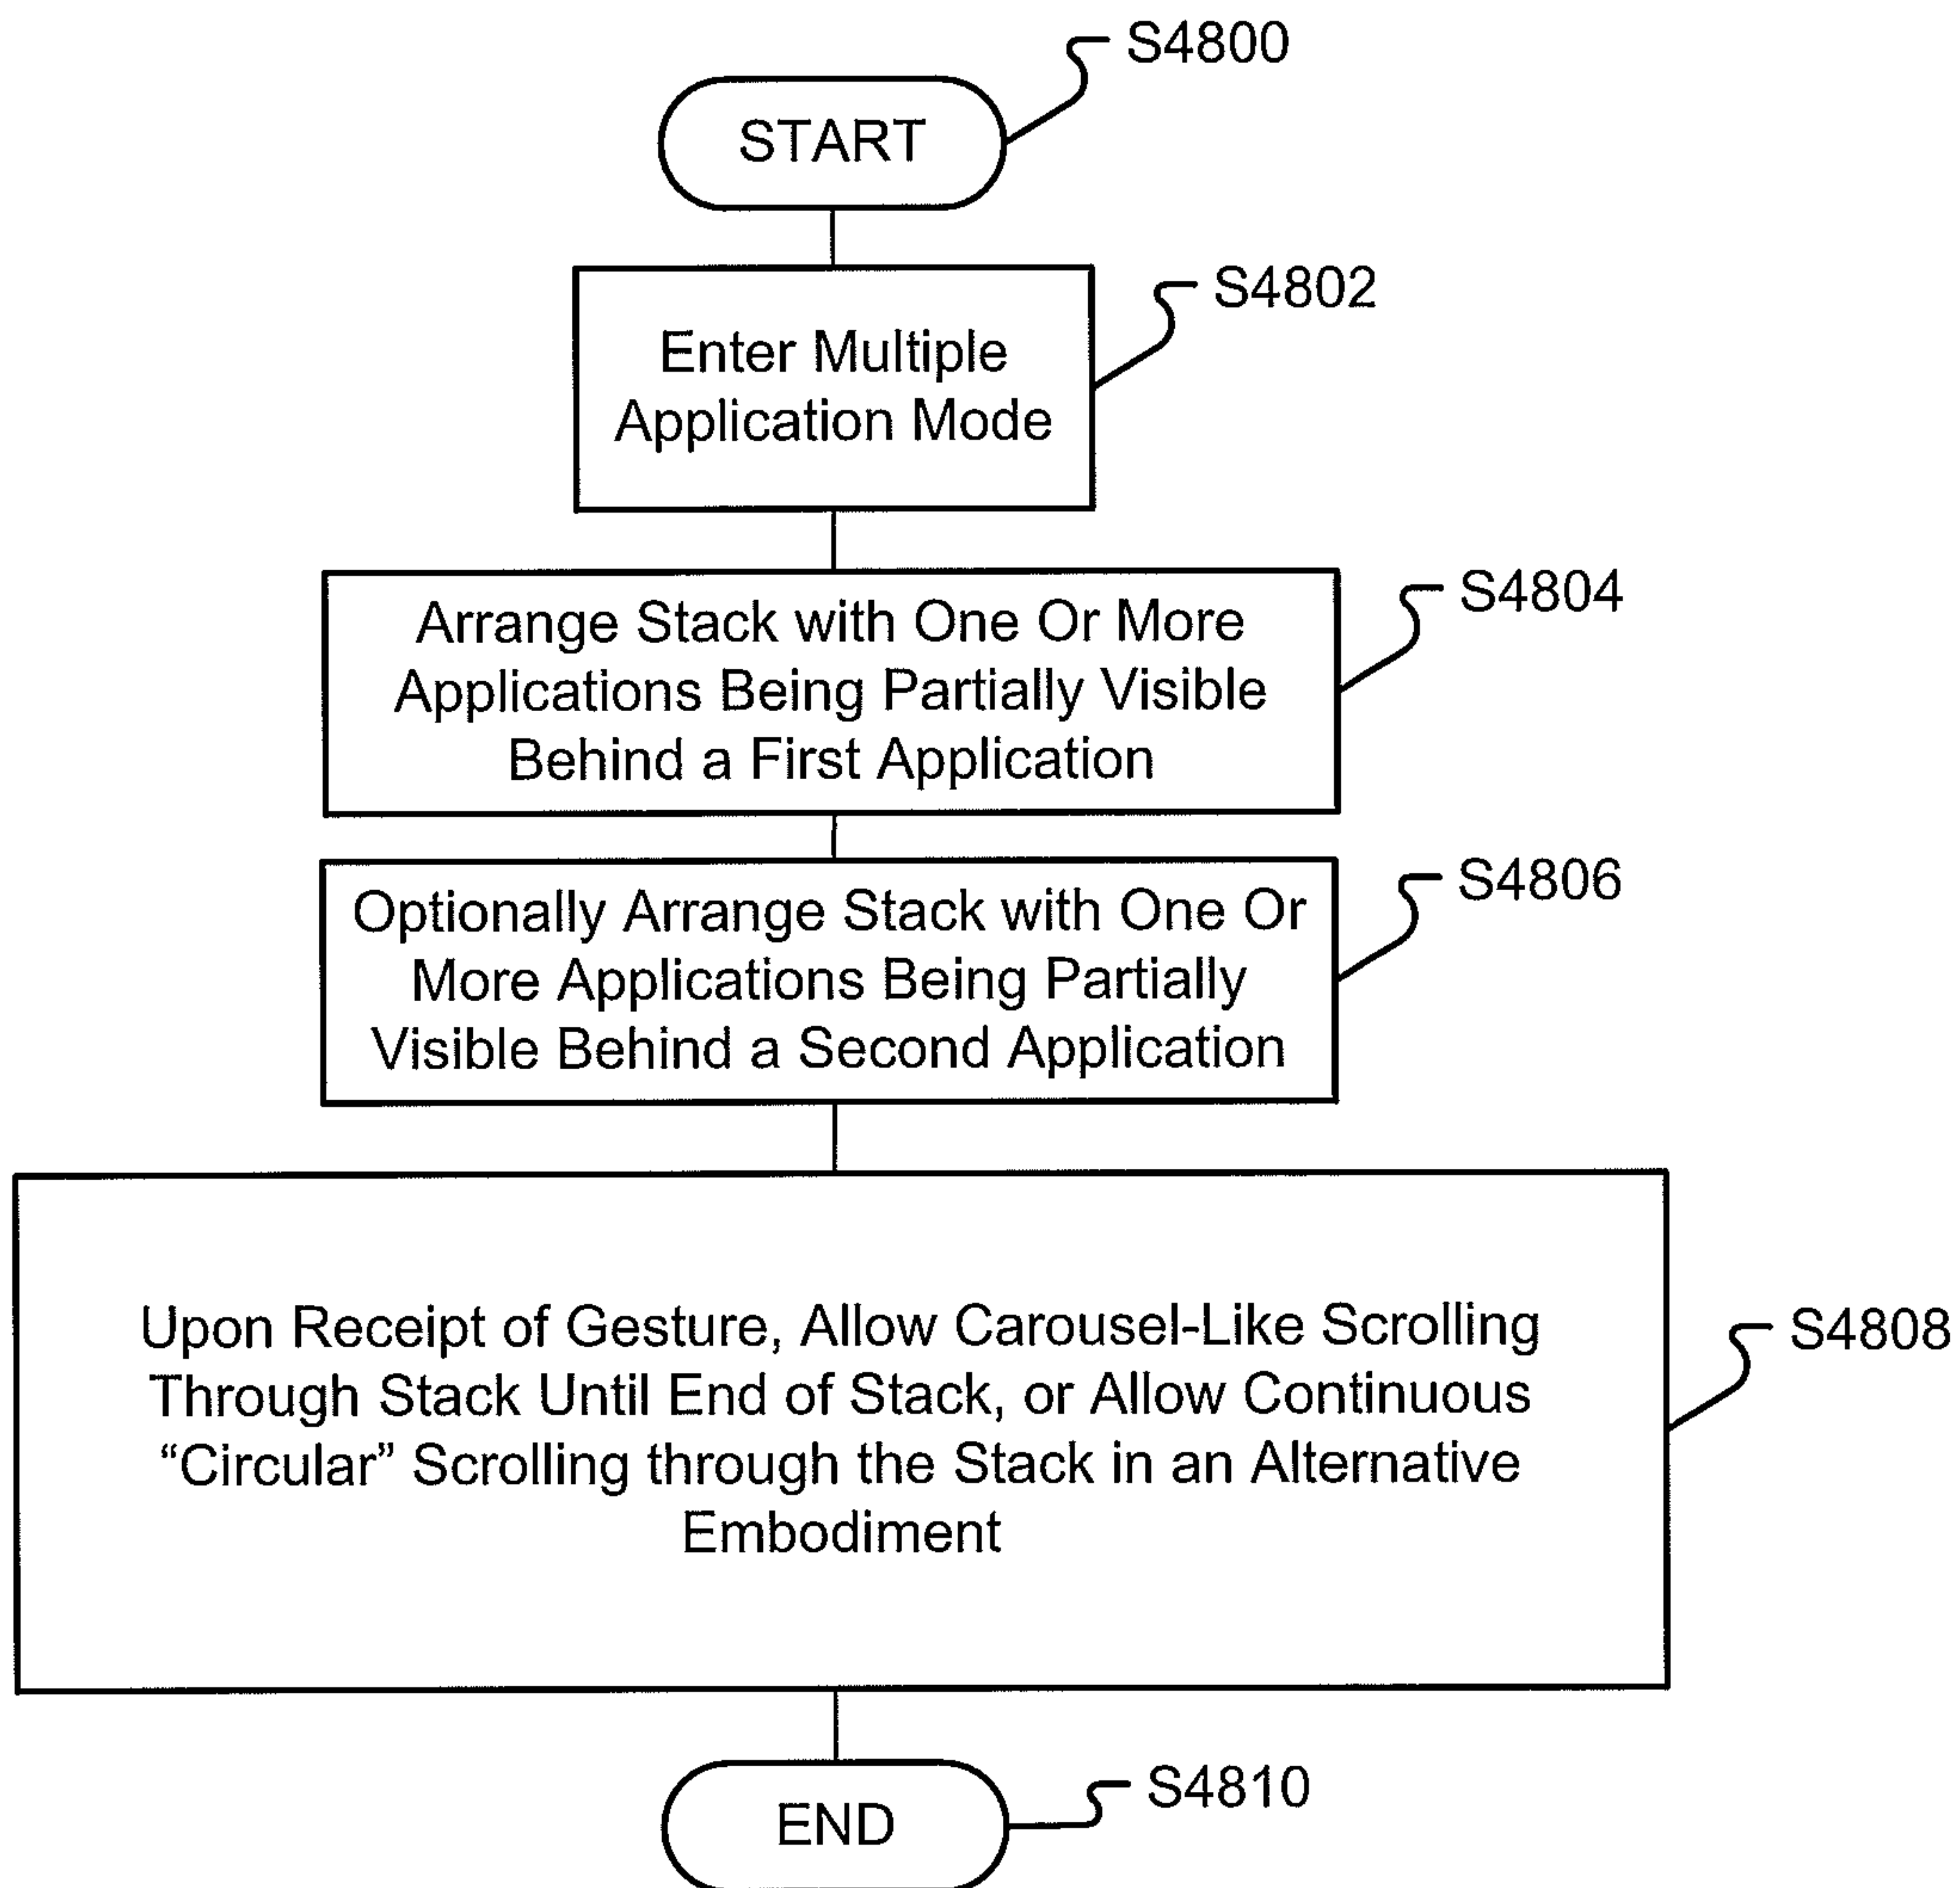 S4800
START
S4802
Enter Multiple
Application Mode
S4804
Arrange Stack with One Or More
Applications Being Partially Visible
Behind a First Application
S4806
Optionally Arrange Stack with One Or
More Applications Being Partially
Visible Behind a Second Application
S4808
Upon Receipt of Gesture, Allow Carousel-Like Scrolling
Through Stack Until End of Stack, or Allow Continuous
“Circular” Scrolling through the Stack in an Alternative
Embodiment
S4810
END